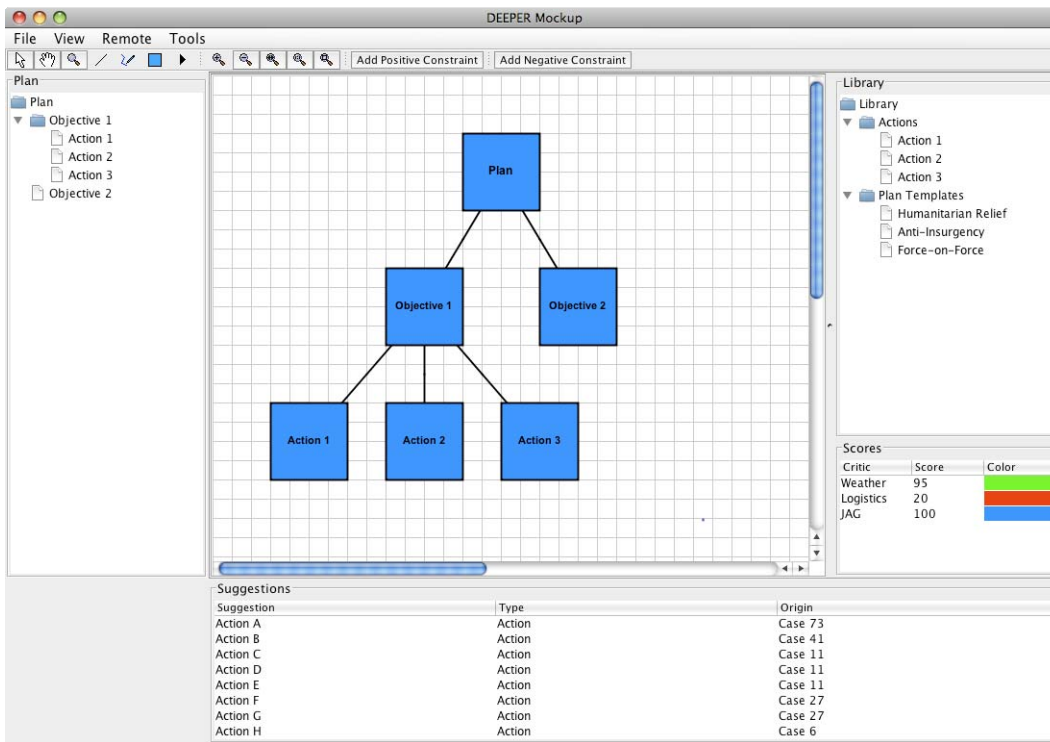 DEEPER Mockup
File View Remote Tools
Add Positive Constraint Add Negative Constraint
Plan
Plan
Objective 1
Action 1
Action 2
Action 3
Objective 2
Plan
Objective 1 Objective 2
Action 1 Action 2 Action 3
Library
Library
Actions
Action 1
Action 2
Action 3
Plan Templates
Humanitarian Relief
Anti-Insurgency
Force-on-Force
Scores
Critic Score Color
Weather 95
Logistics 20
JAG 100
Suggestions
Suggestion Type Origin
Action A Action Case 73
Action B Action Case 41
Action C Action Case 11
Action D Action Case 11
Action E Action Case 11
Action F Action Case 27
Action G Action Case 27
Action H Action Case 6